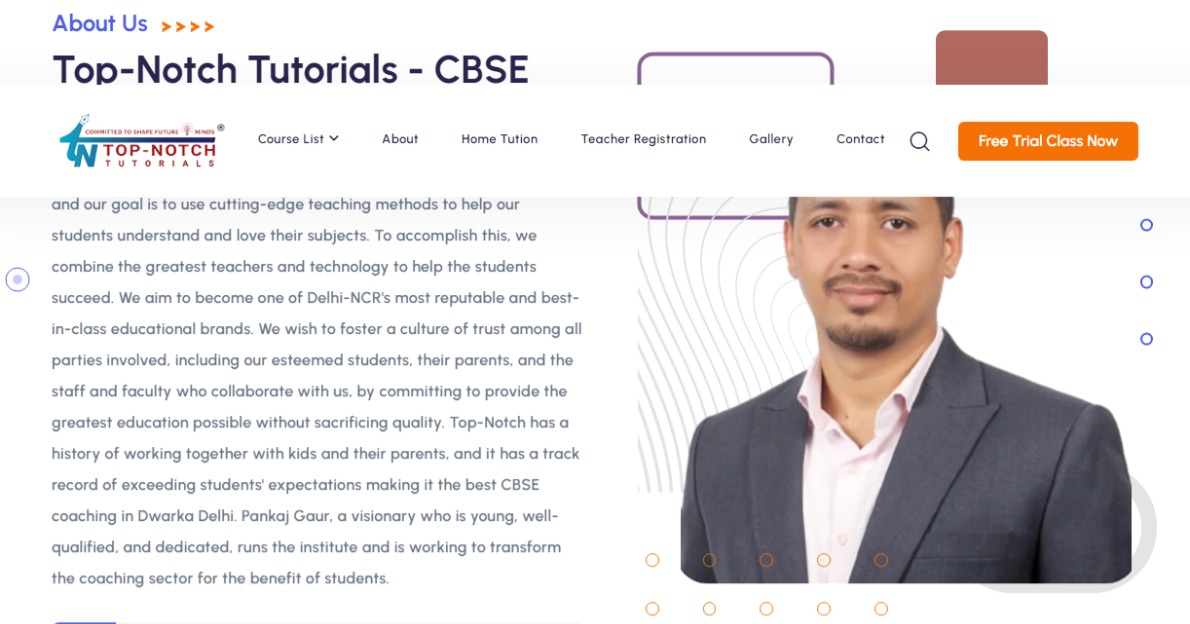 About Us >>>>
Top-Notch Tutorials - CBSE
COMMITTED TO SHAPE FUTURE MINDS ®
TOP-NOTCH
TUTORIALS
Course List
About
Home Tution
Teacher Registration
Gallery
Contact
Free Trial Class Now
and our goal is to use cutting-edge teaching methods to help our
students understand and love their subjects. To accomplish this, we
combine the greatest teachers and technology to help the students
succeed. We aim to become one of Delhi-NCR's most reputable and best-
in-class educational brands. We wish to foster a culture of trust among all
parties involved, including our esteemed students, their parents, and the
staff and faculty who collaborate with us, by committing to provide the
greatest education possible without sacrificing quality. Top-Notch has a
history of working together with kids and their parents, and it has a track
record of exceeding students' expectations making it the best CBSE
coaching in Dwarka Delhi. Pankaj Gaur, a visionary who is young, well-
qualified, and dedicated, runs the institute and is working to transform
the coaching sector for the benefit of students.